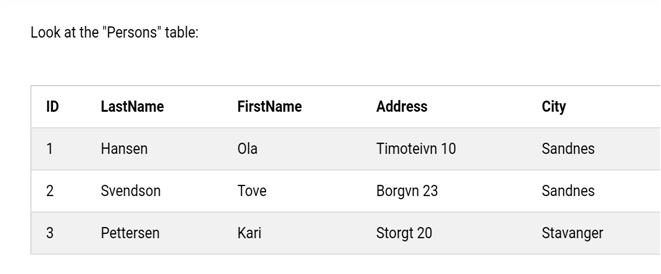 Look at the "Persons" table:
ID LastName FirstName Address City
1 Hansen Ola Timoteivn 10 Sandnes
2 Svendson Tove Borgvn 23 Sandnes
3 Pettersen Kari Storgt 20 Stavanger